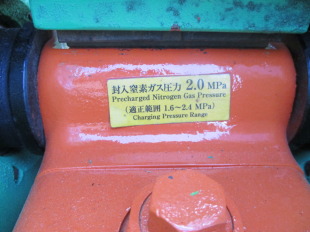 封入窒素ガス圧力 2.0 MPa
Precharged Nitrogen Gas Pressure
(適正範囲 1.6～2.4 MPa)
Charging Pressure Range